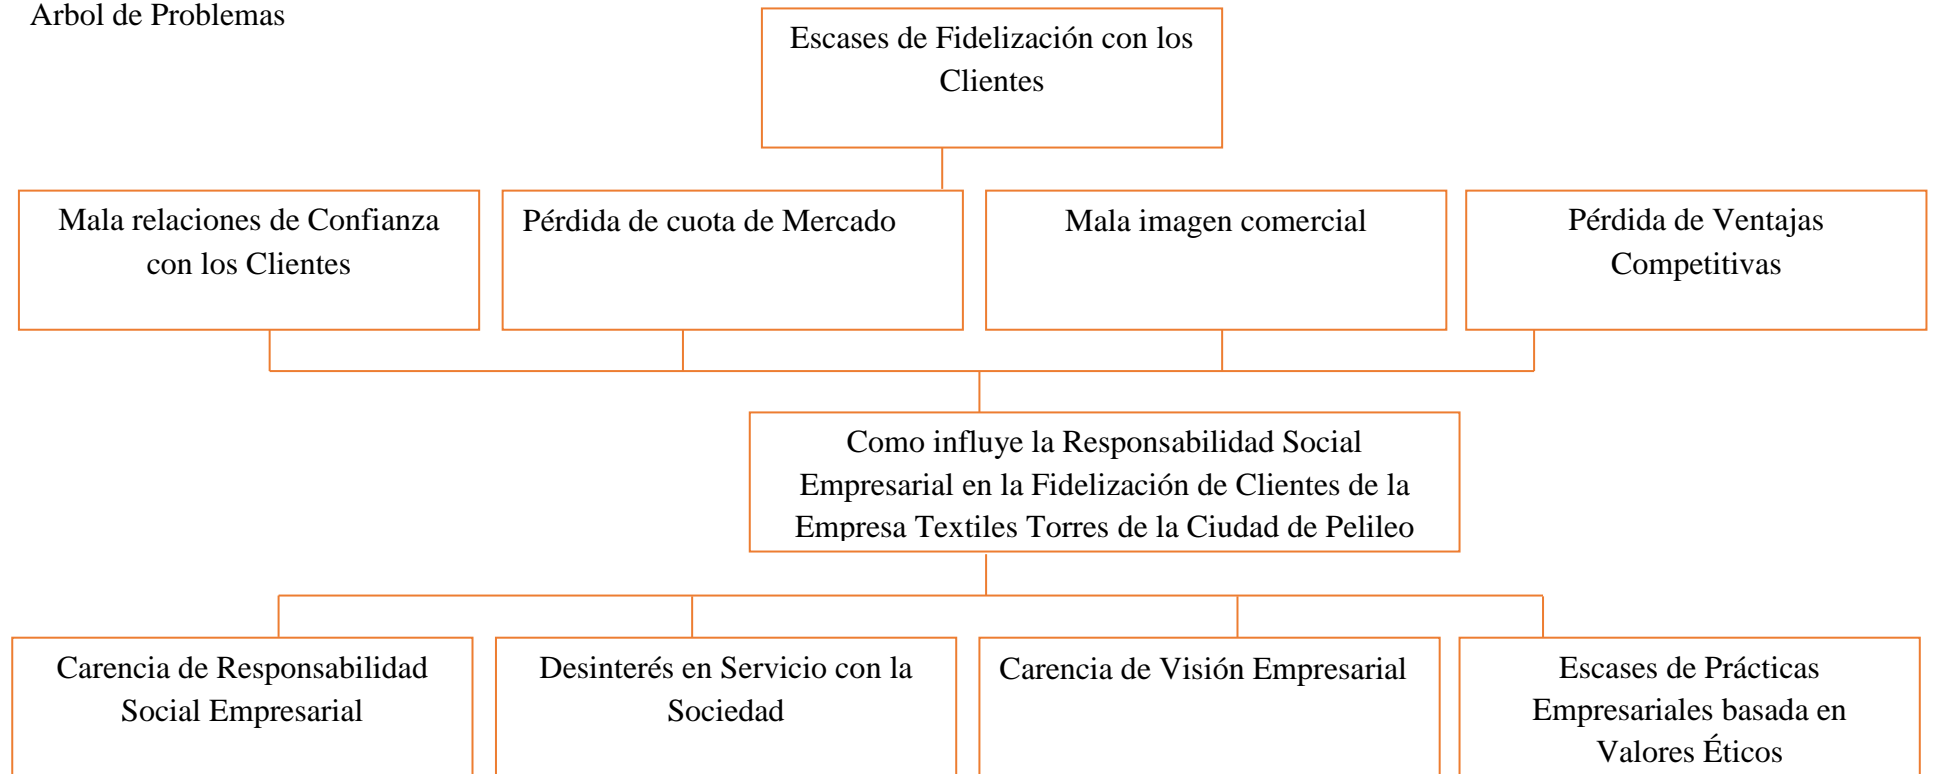 Arbol de Problemas
Escases de Fidelización con los
Clientes
Mala relaciones de Confianza
con los Clientes
Pérdida de cuota de Mercado
Mala imagen comercial
Pérdida de Ventajas
Competitivas
Como influye la Responsabilidad Social
Empresarial en la Fidelización de Clientes de la
Empresa Textiles Torres de la Ciudad de Pelileo
Carencia de Responsabilidad
Social Empresarial
Desinterés en Servicio con la
Sociedad
Carencia de Visión Empresarial
Escases de Prácticas
Empresariales basada en
Valores Éticos